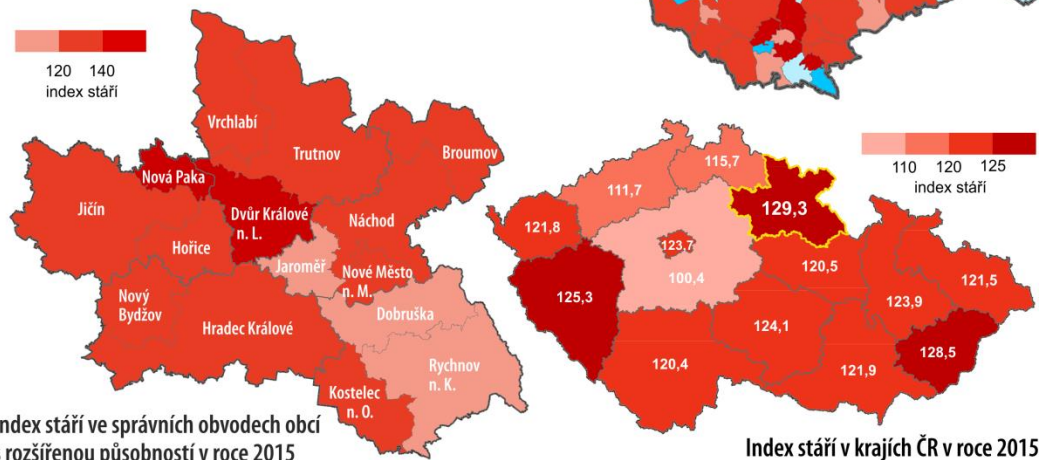 120 140
index stáří
Vrchlabí
Trutnov
Broumov
Nová Paka
Jičín
Dvůr Králové
n. L.
Náchod
Hořice
Jaroměř
Nové Město
n. M.
Nový
Bydžov
Hradec Králové
Dobruška
Rychnov
n. K.
Kostelec
n. O.
ndex stáří ve správních obvodech obcí
s rozšířenou působností v roce 2015
110 120 125
index stáří
115,7
111,7
129,3
121,8
123,7
120,5
100,4
121,5
125,3
123,9
124,1
128,5
120,4
121,9
Index stáří v krajích ČR v roce 2015